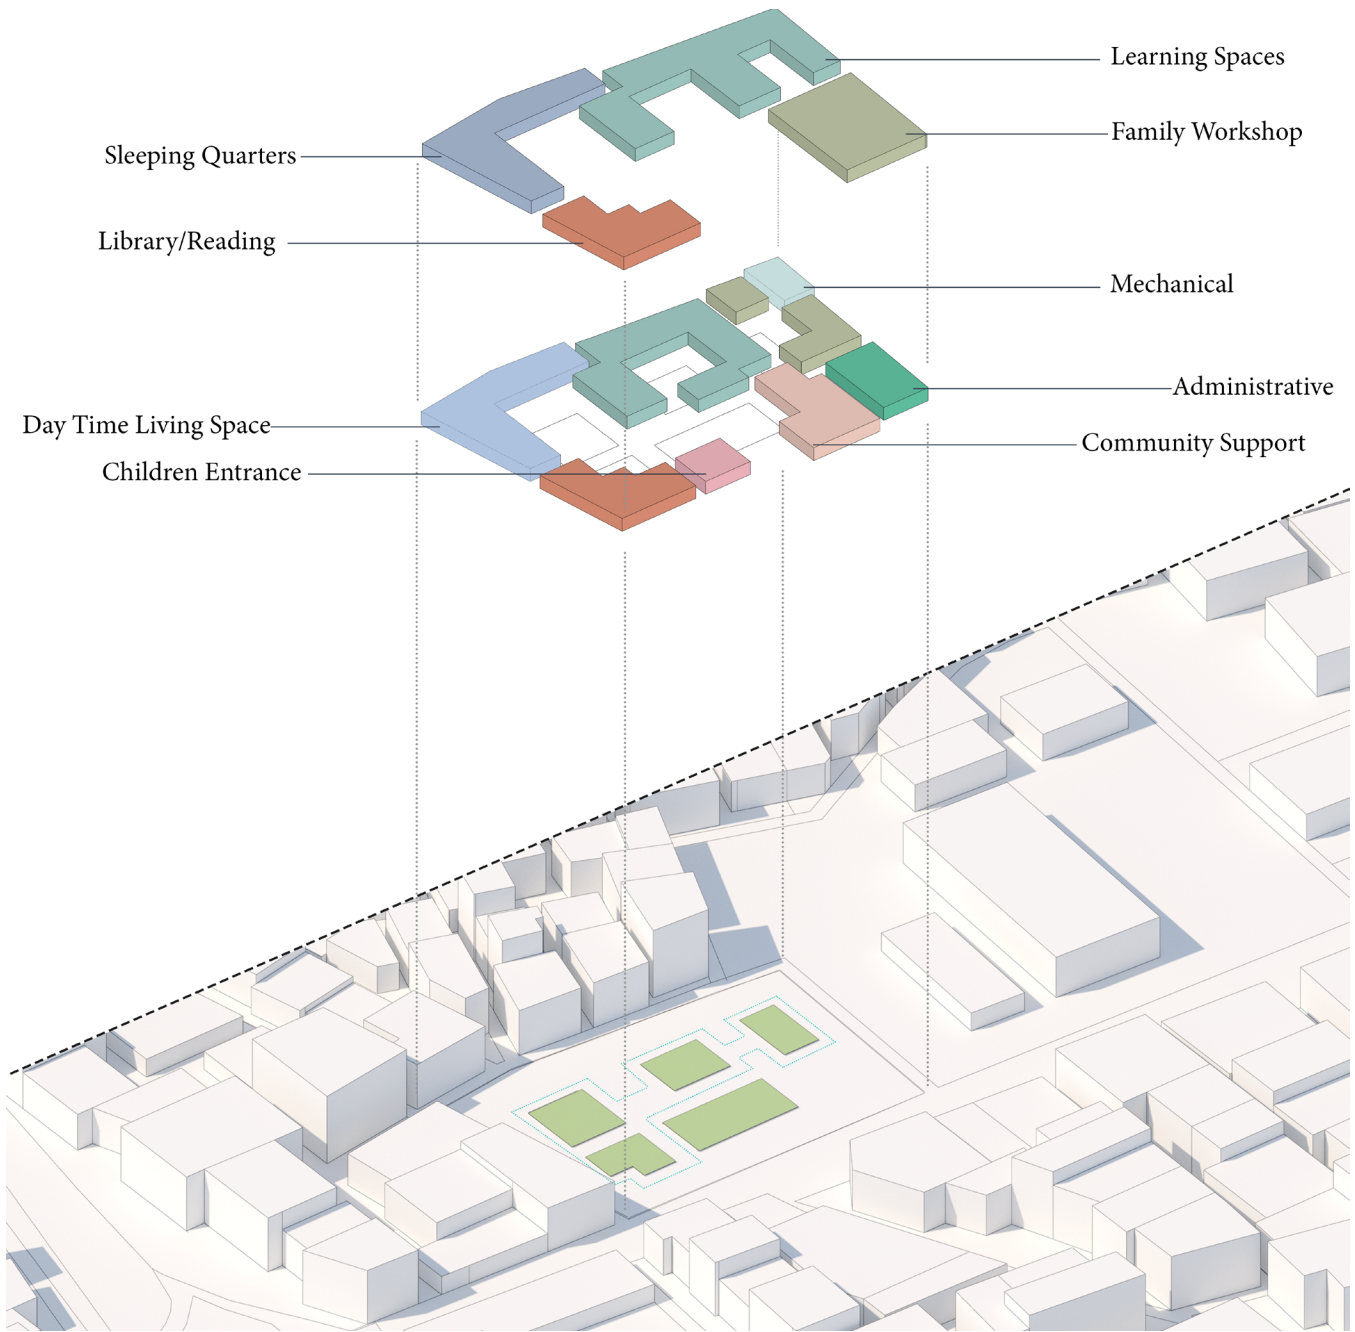 Learning Spaces
Family Workshop
Sleeping Quarters
Library/Reading
Mechanical
Administrative
Day Time Living Space
Community Support
Children Entrance